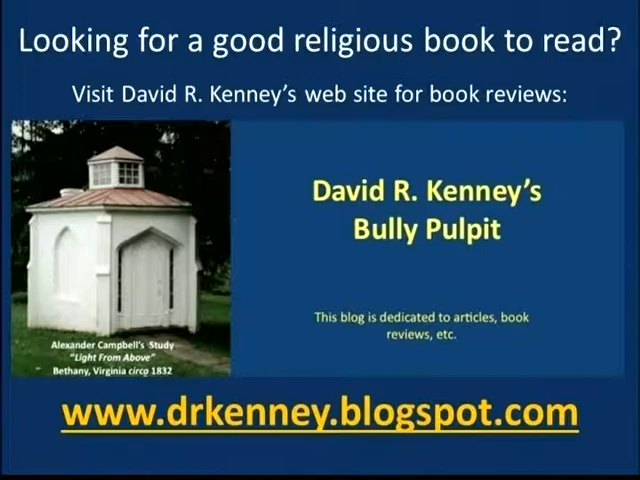 Looking for a good religious book to read?
Visit David R. Kenney's web site for book reviews:
David R. Kenney's
Bully Pulpit
This blog is dedicated to articles, book
reviews, etc.
Alexander Campbell's Study
"Light From Above"
Bethany, Virginia circa 1832
www.drkenney.blogspot.com